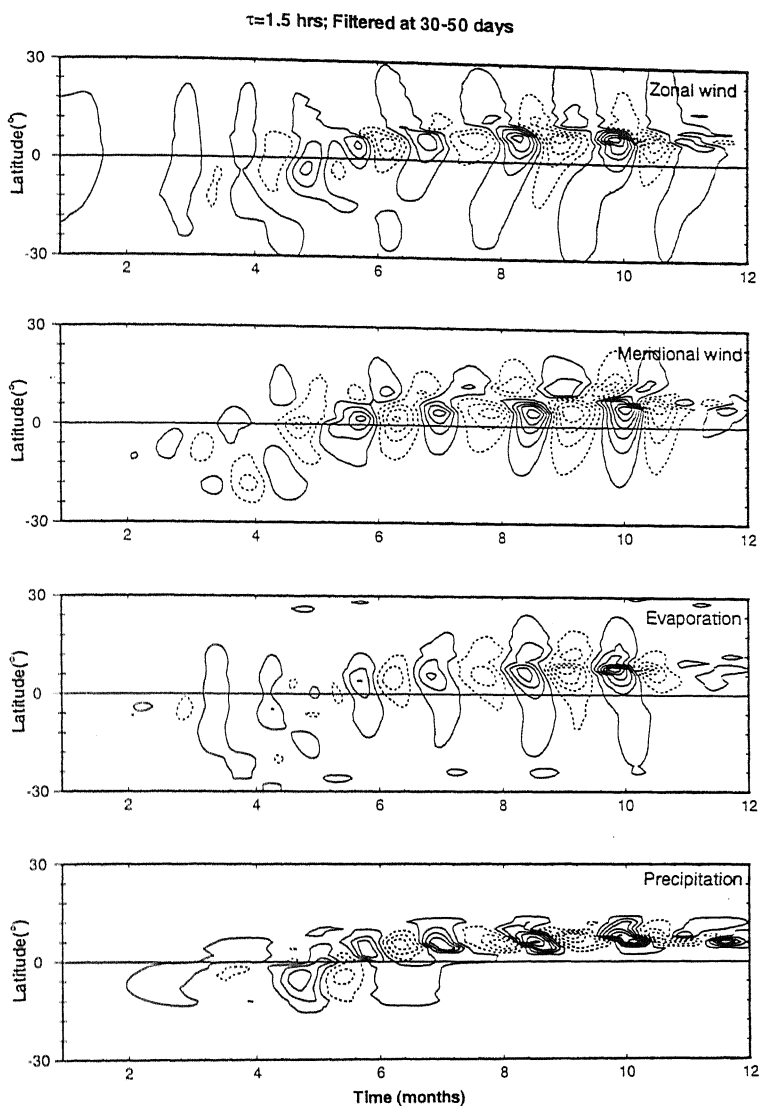 τ=1.5 hrs; Filtered at 30-50 days
30
Zonal wind
Latitude(°)
0
-30
2 4 6 8 10 12
30
Meridional wind
Latitude(°)
0
-30
2 4 6 8 10 12
30
Evaporation
Latitude(°)
0
-30
2 4 6 8 10 12
30
Precipitation
Latitude(°)
0
-30
2 4 6 8 10 12
Time (months)